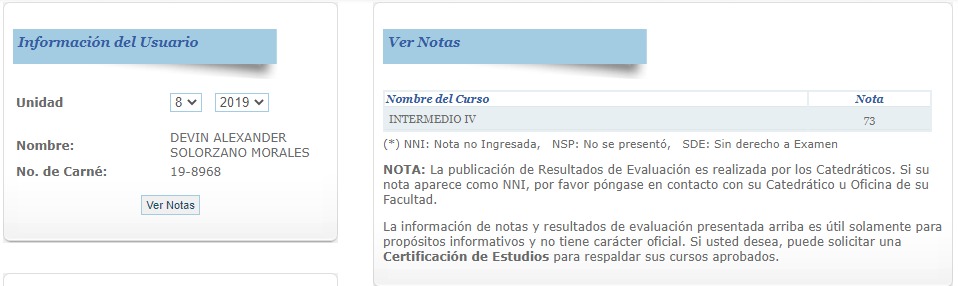 Información del Usuario
Unidad 8 2019
Nombre: DEVIN ALEXANDER
SOLORZANO MORALES
No. de Carné: 19-8968
Ver Notas
Ver Notas
Nombre del Curso Nota
INTERMEDIO IV 73
(*) NNI: Nota no Ingresada, NSP: No se presentó, SDE: Sin derecho a Examen
NOTA: La publicación de Resultados de Evaluación es realizada por los Catedráticos. Si su
nota aparece como NNI, por favor póngase en contacto con su Catedrático u Oficina de su
Facultad.
La información de notas y resultados de evaluación presentada arriba es útil solamente para
propósitos informativos y no tiene carácter oficial. Si usted desea, puede solicitar una
Certificación de Estudios para respaldar sus cursos aprobados.